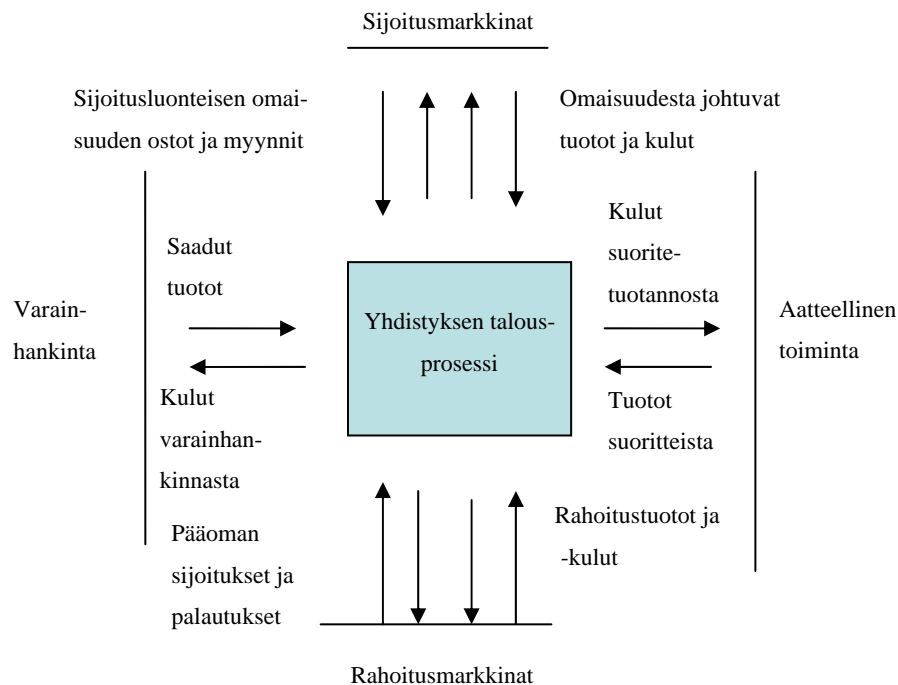 Sijoitusmarkkinat
Sijoitusluonteisen omai-
suuden ostot ja myynnit
Omaisuudesta johtuvat
tuotot ja kulut
Varain-
hankinta
Saadut
tuotot
Kulut
varainhan-
kinnasta
Yhdistyksen talous-
prosessi
Kulut
suorite-
tuotannosta
Tuotot
suoritteista
Aatteellinen
toiminta
Pääoman
sijoitukset ja
palautukset
Rahoitustuotot ja
-kulut
Rahoitusmarkkinat